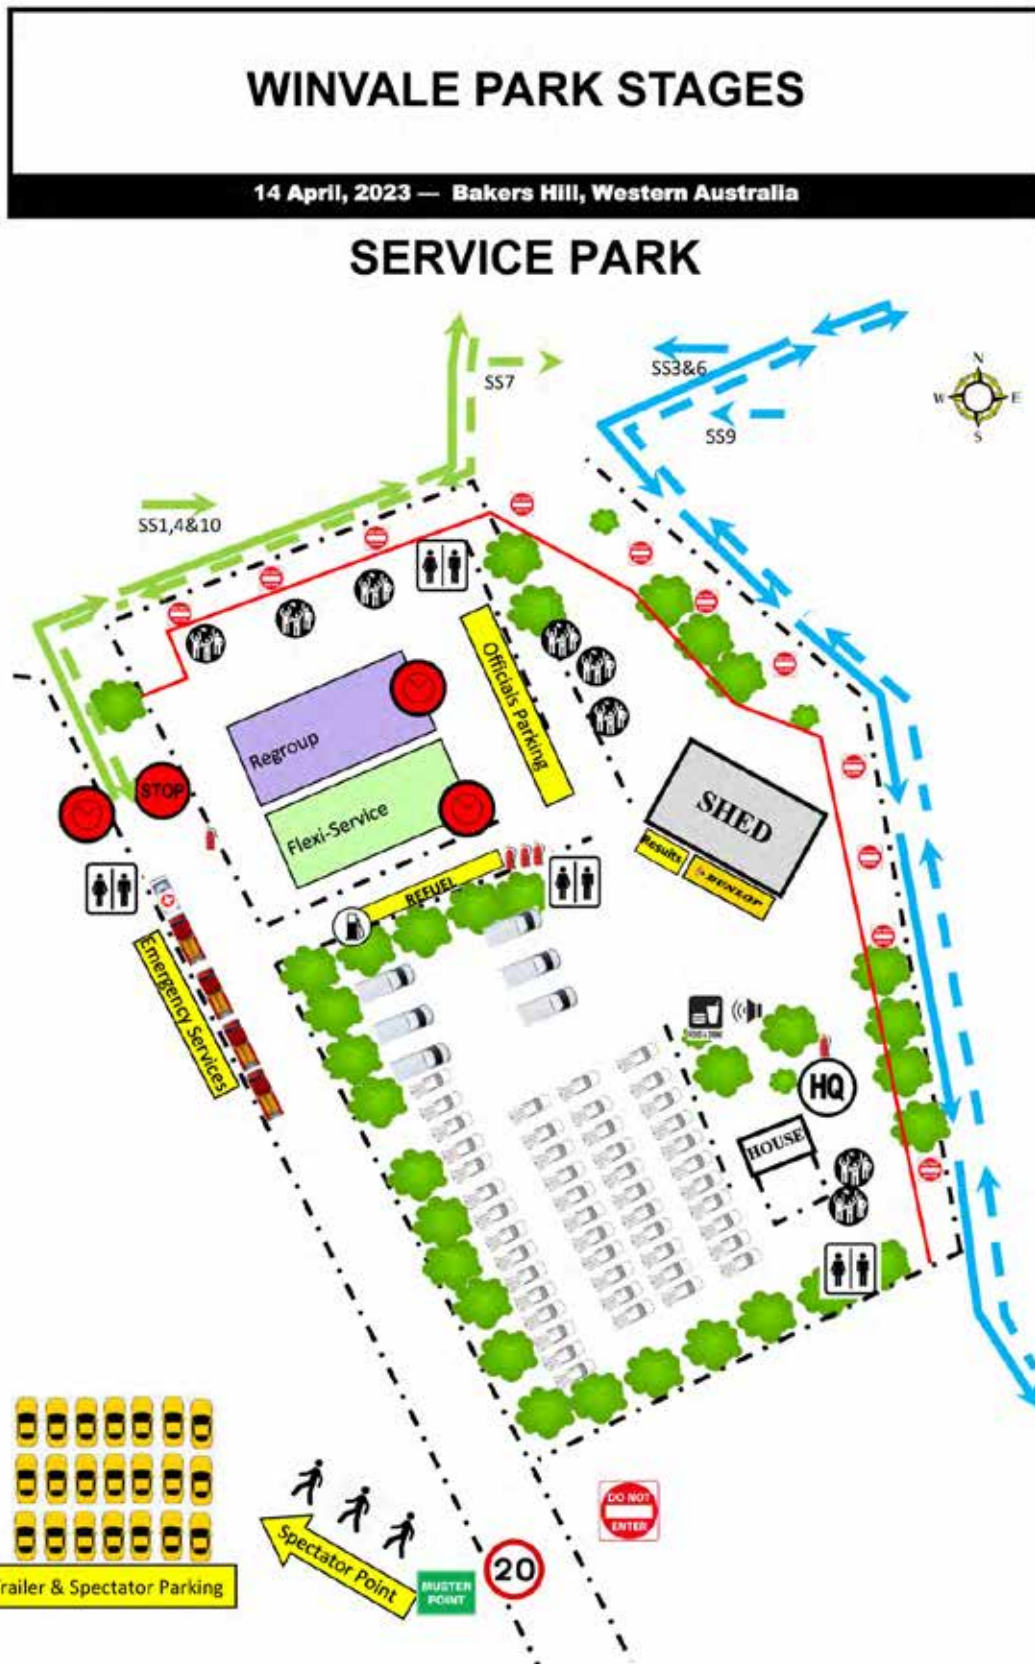 WINVALE PARK STAGES
14 April, 2023 — Bakers Hill, Western Australia
SERVICE PARK
SS7
SS3&6
SS9
N
W
E
S
SS1,4&10
Officials Parking
Regroup
Flexi-Service
STOP
SHED
Results
DUNLOP
REFUEL
Emergency Services
HQ
HOUSE
DO NOT
ENTER
Spectator Point
MUSTER
POINT
20
railer & Spectator Parking